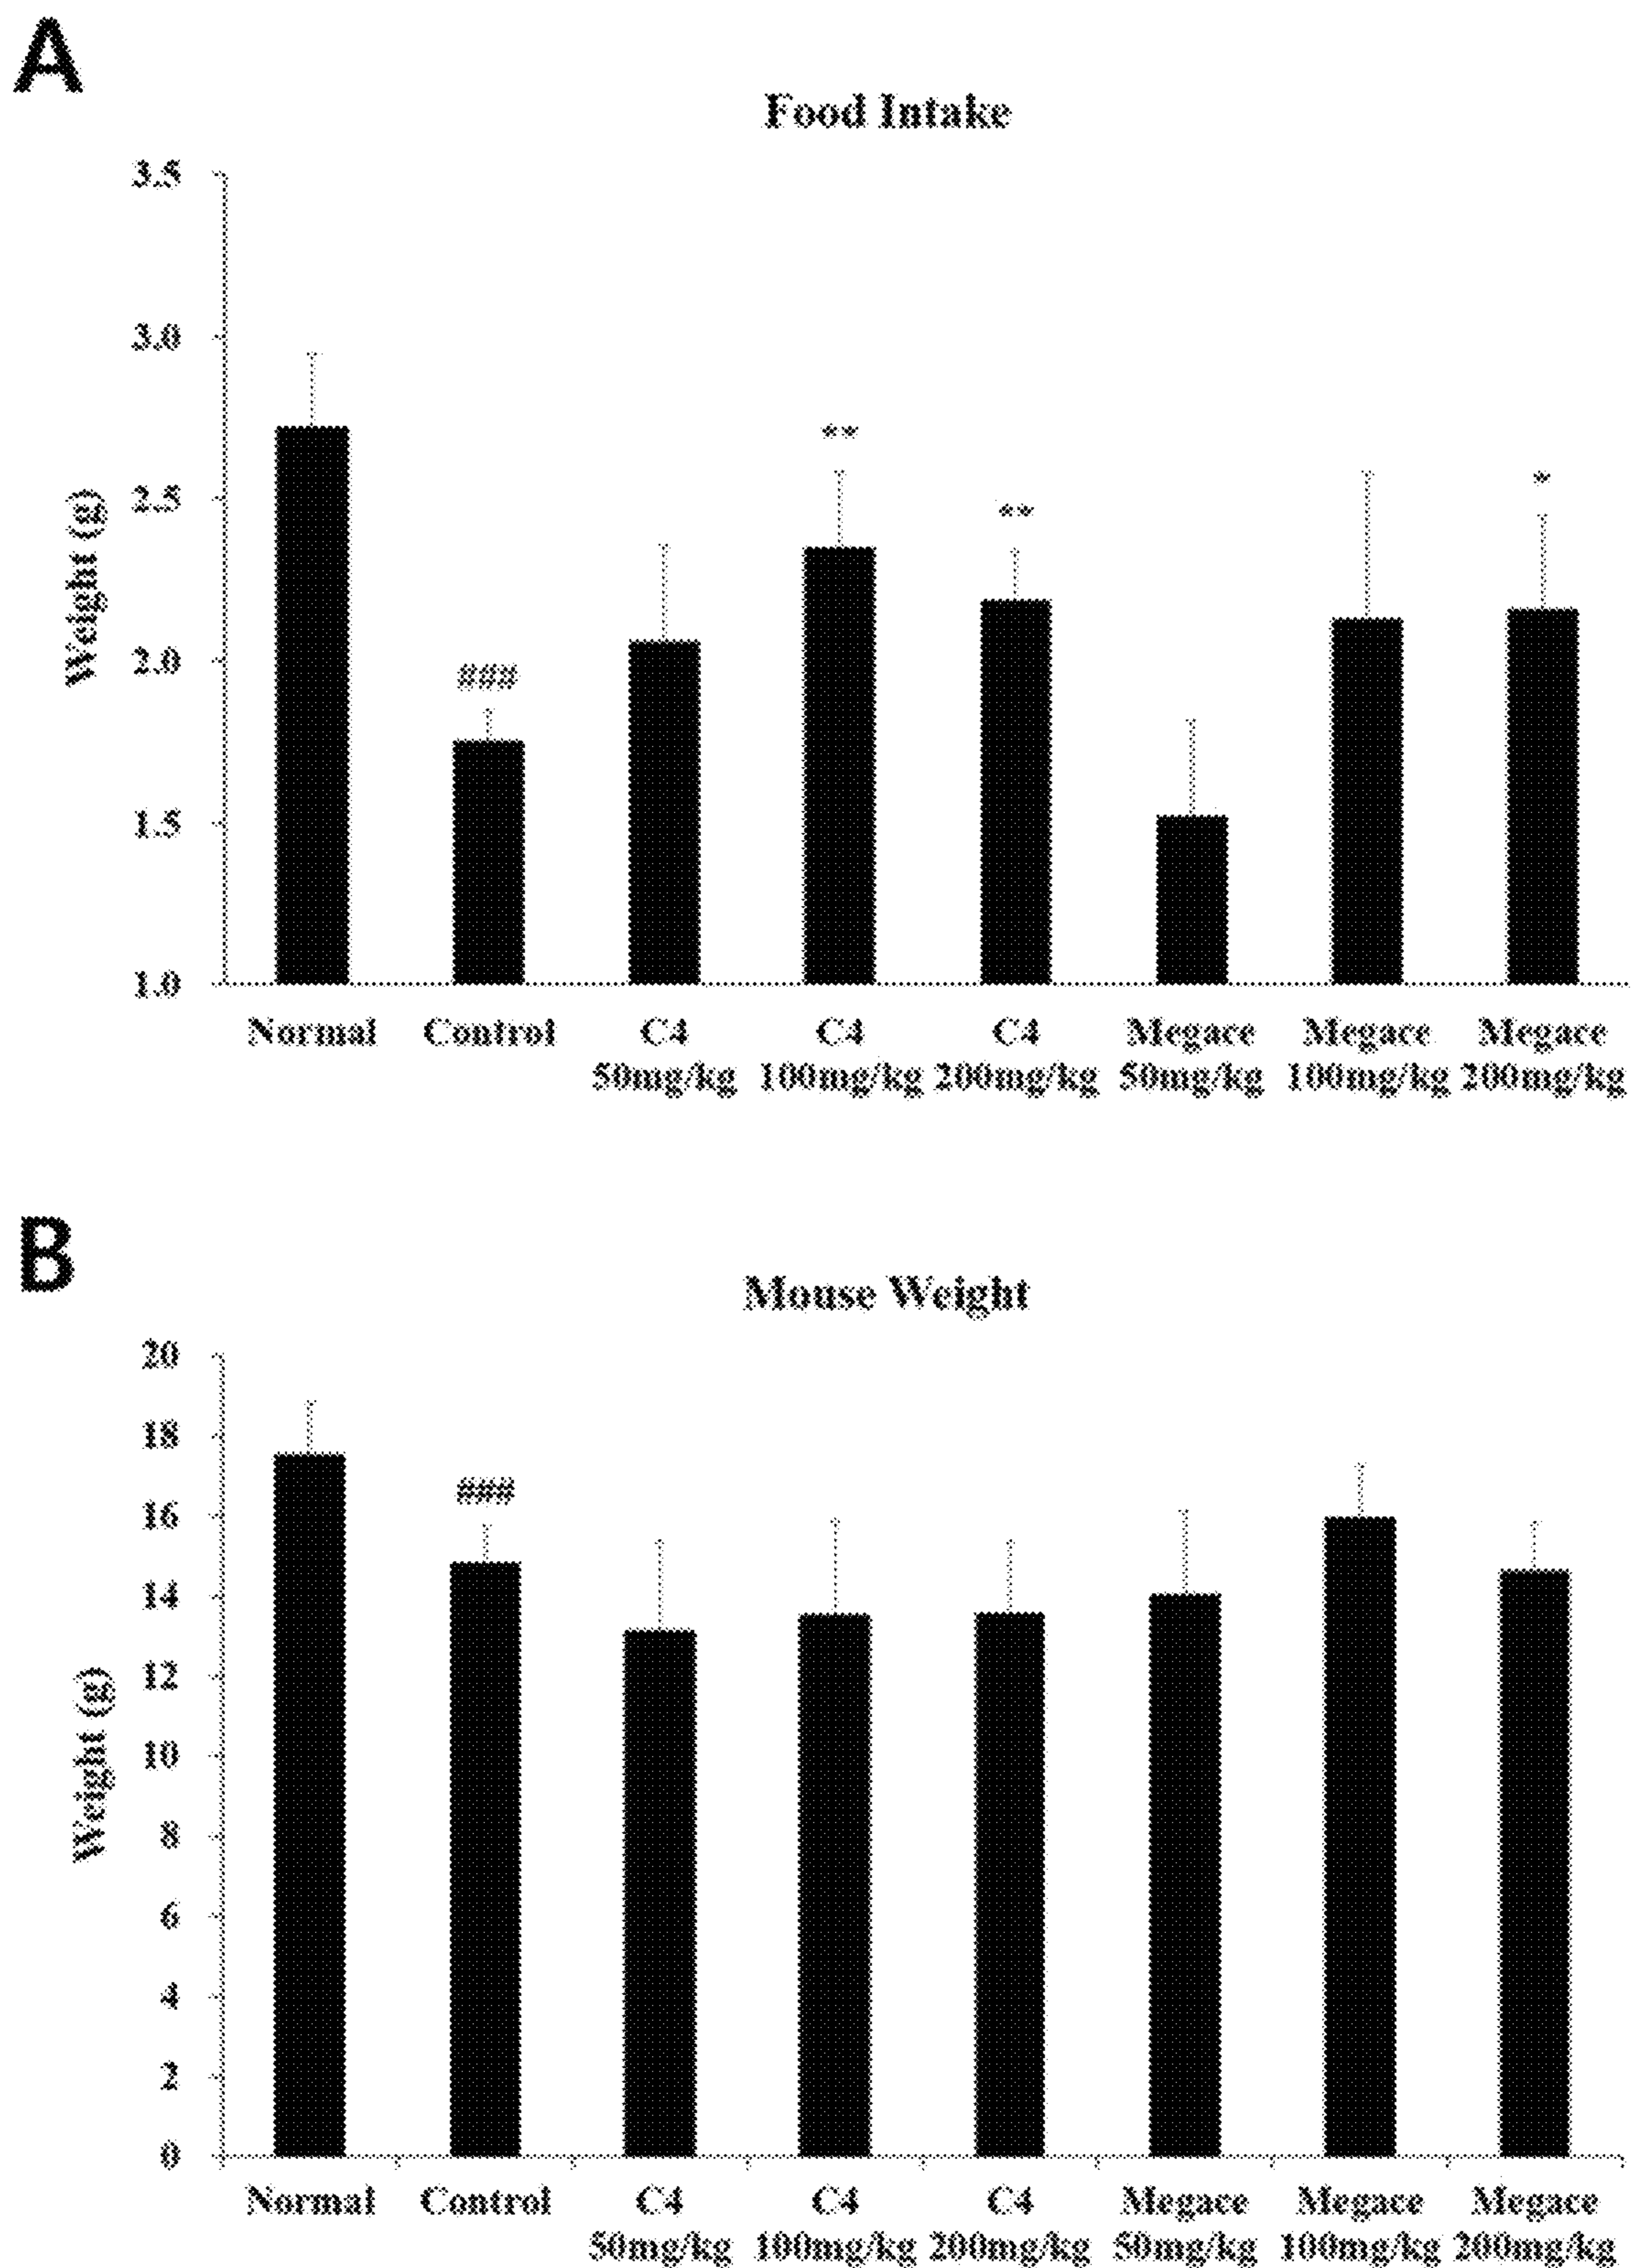 A
Food Intake
3.5
3.0
2.5
2.0
1.5
1.0
Weight (g)
###
**
**
*
Normal Control C4 C4 C4 Megace Megace Megace
50mg/kg 100mg/kg 200mg/kg 50mg/kg 100mg/kg 200mg/kg
B
Mouse Weight
20
18
16
14
12
10
8
6
4
2
0
Weight (g)
###
Normal Control C4 C4 C4 Megace Megace Megace
50mg/kg 100mg/kg 200mg/kg 50mg/kg 100mg/kg 200mg/kg